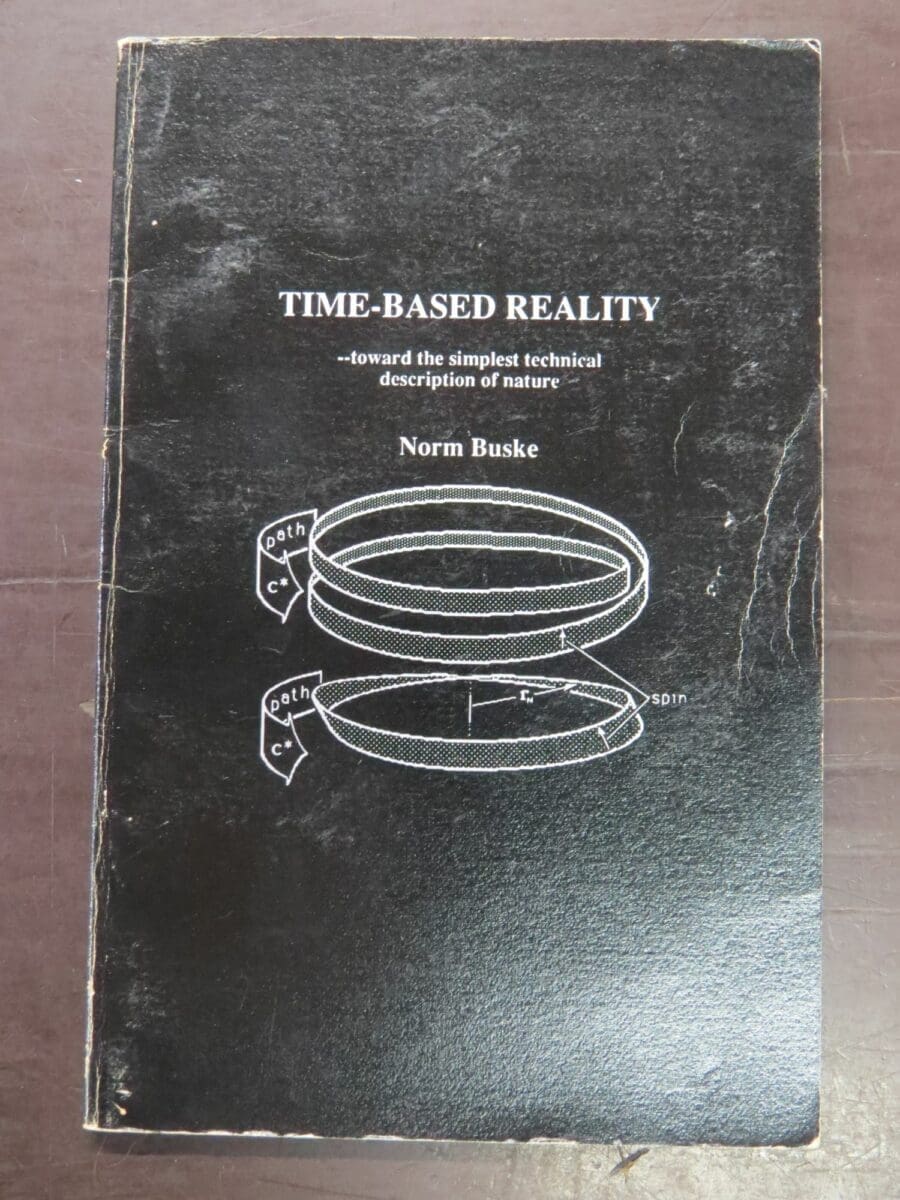 TIME-BASED REALITY
--toward the simplest technical
description of nature
Norm Buske
path
c*
path
c*
spin